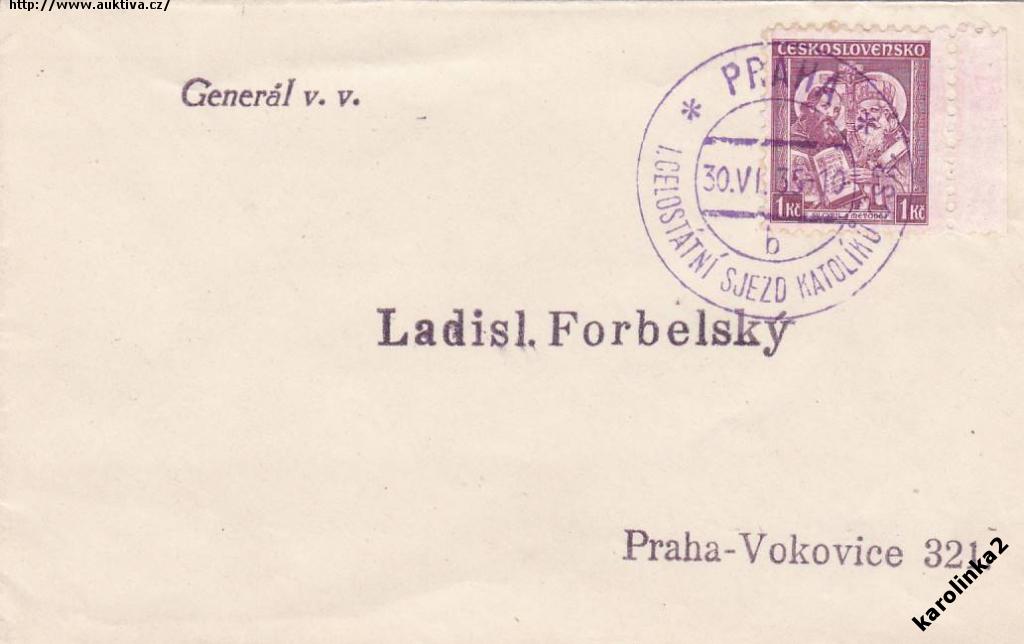 http://www.auktiva.cz/
Generál v. v.
ČESKOSLOVENSKO
1 Kč
1 Kč
PRAHA
30.VI.35-10
b
I. CELOSTÁTNÍ SJEZD KATOLÍKŮ
Ladisl. Forbelský
Praha-Vokovice 321.
karolinka2